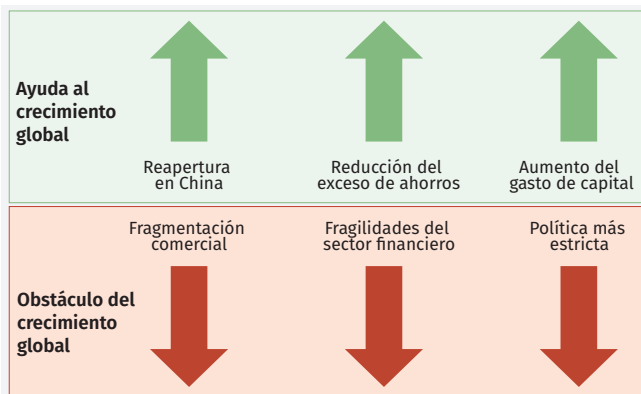 Ayuda al
crecimiento
global
Reapertura
en China
Reducción del
exceso de ahorros
Aumento del
gasto de capital
Fragmentación
comercial
Fragilidades del
sector financiero
Política más
estricta
Obstáculo del
crecimiento
global